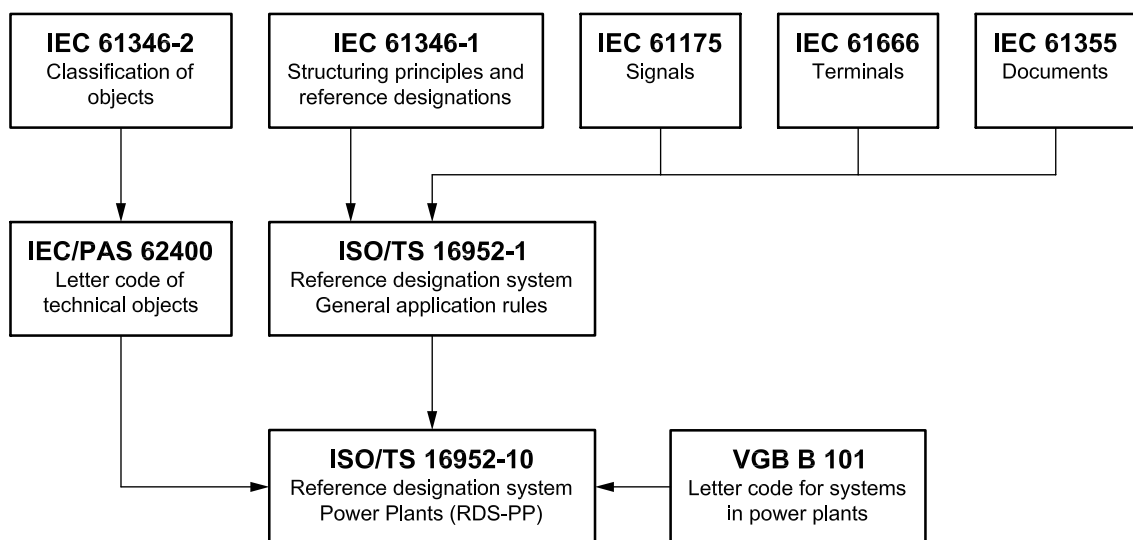 IEC 61346-2
Classification of
objects
IEC 61346-1
Structuring principles and
reference designations
IEC 61175
Signals
IEC 61666
Terminals
IEC 61355
Documents
IEC/PAS 62400
Letter code of
technical objects
ISO/TS 16952-1
Reference designation system
General application rules
ISO/TS 16952-10
Reference designation system
Power Plants (RDS-PP)
VGB B 101
Letter code for systems
in power plants